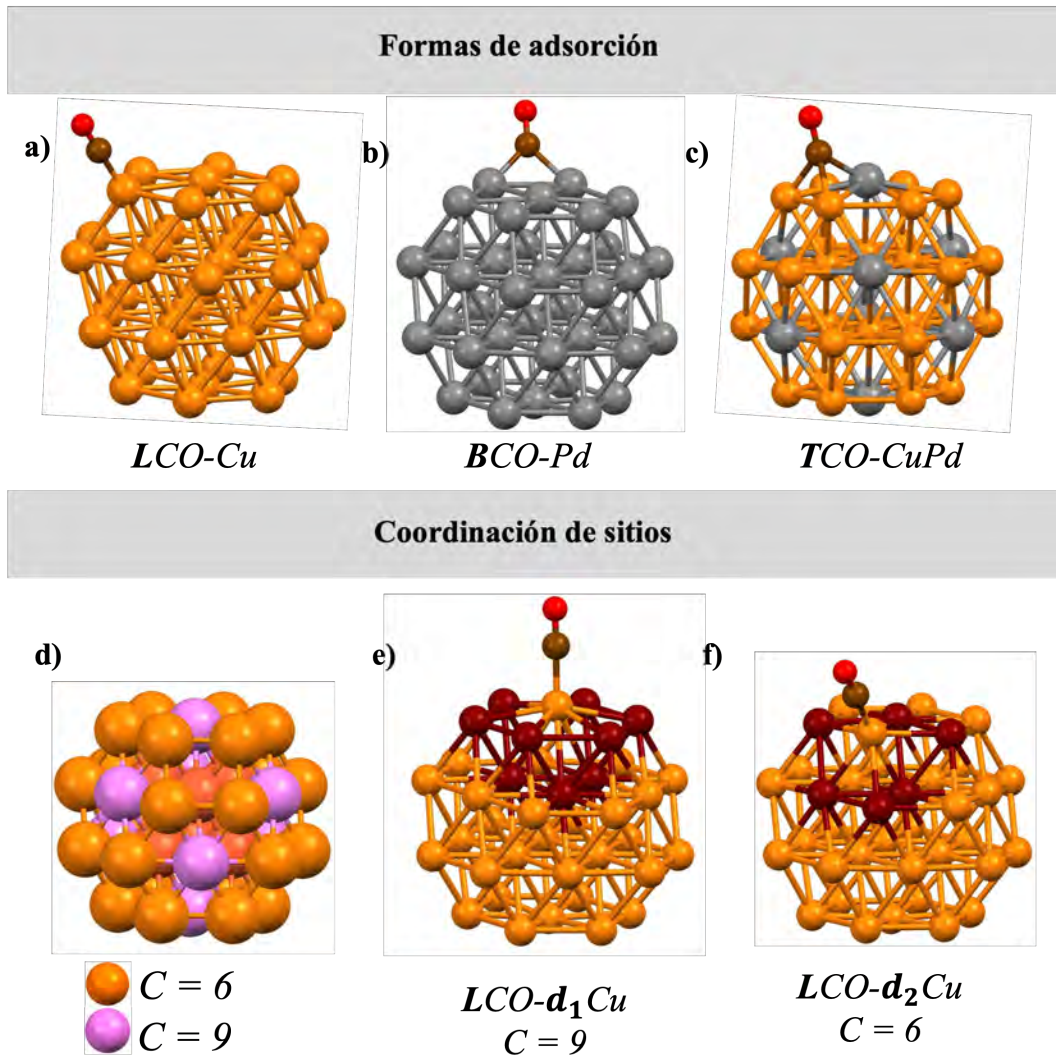 Formas de adsorción
a)
b)
c)
LCO-Cu
BCO-Pd
TCO-CuPd
Coordinación de sitios
d)
e)
f)
C = 6
C = 9
LCO-d₁Cu
C = 9
LCO-d₂Cu
C = 6